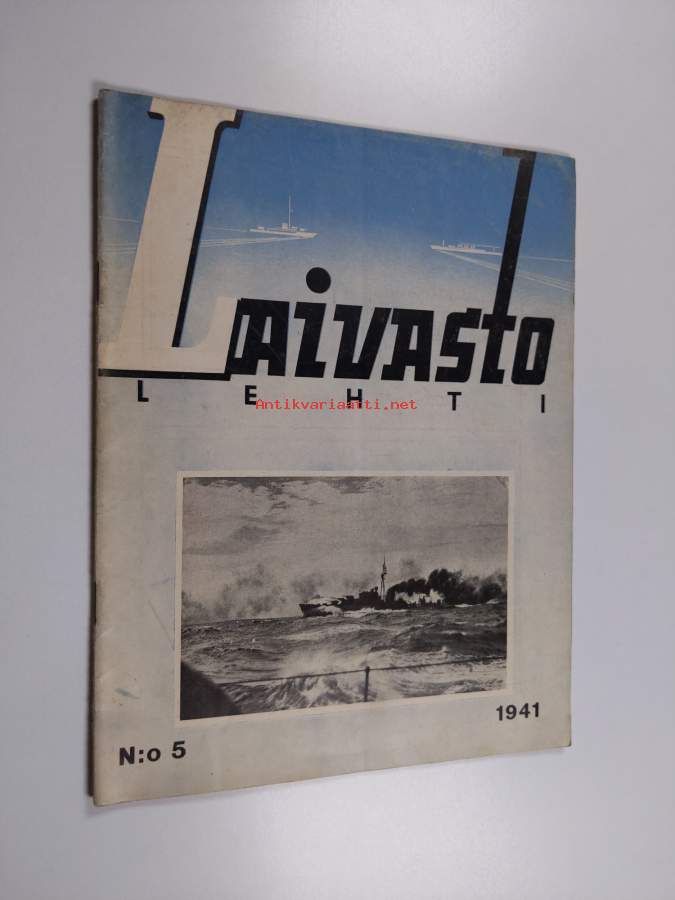 Laivasto
LEHTI
Antikvariaatti.net
N:o 5
1941